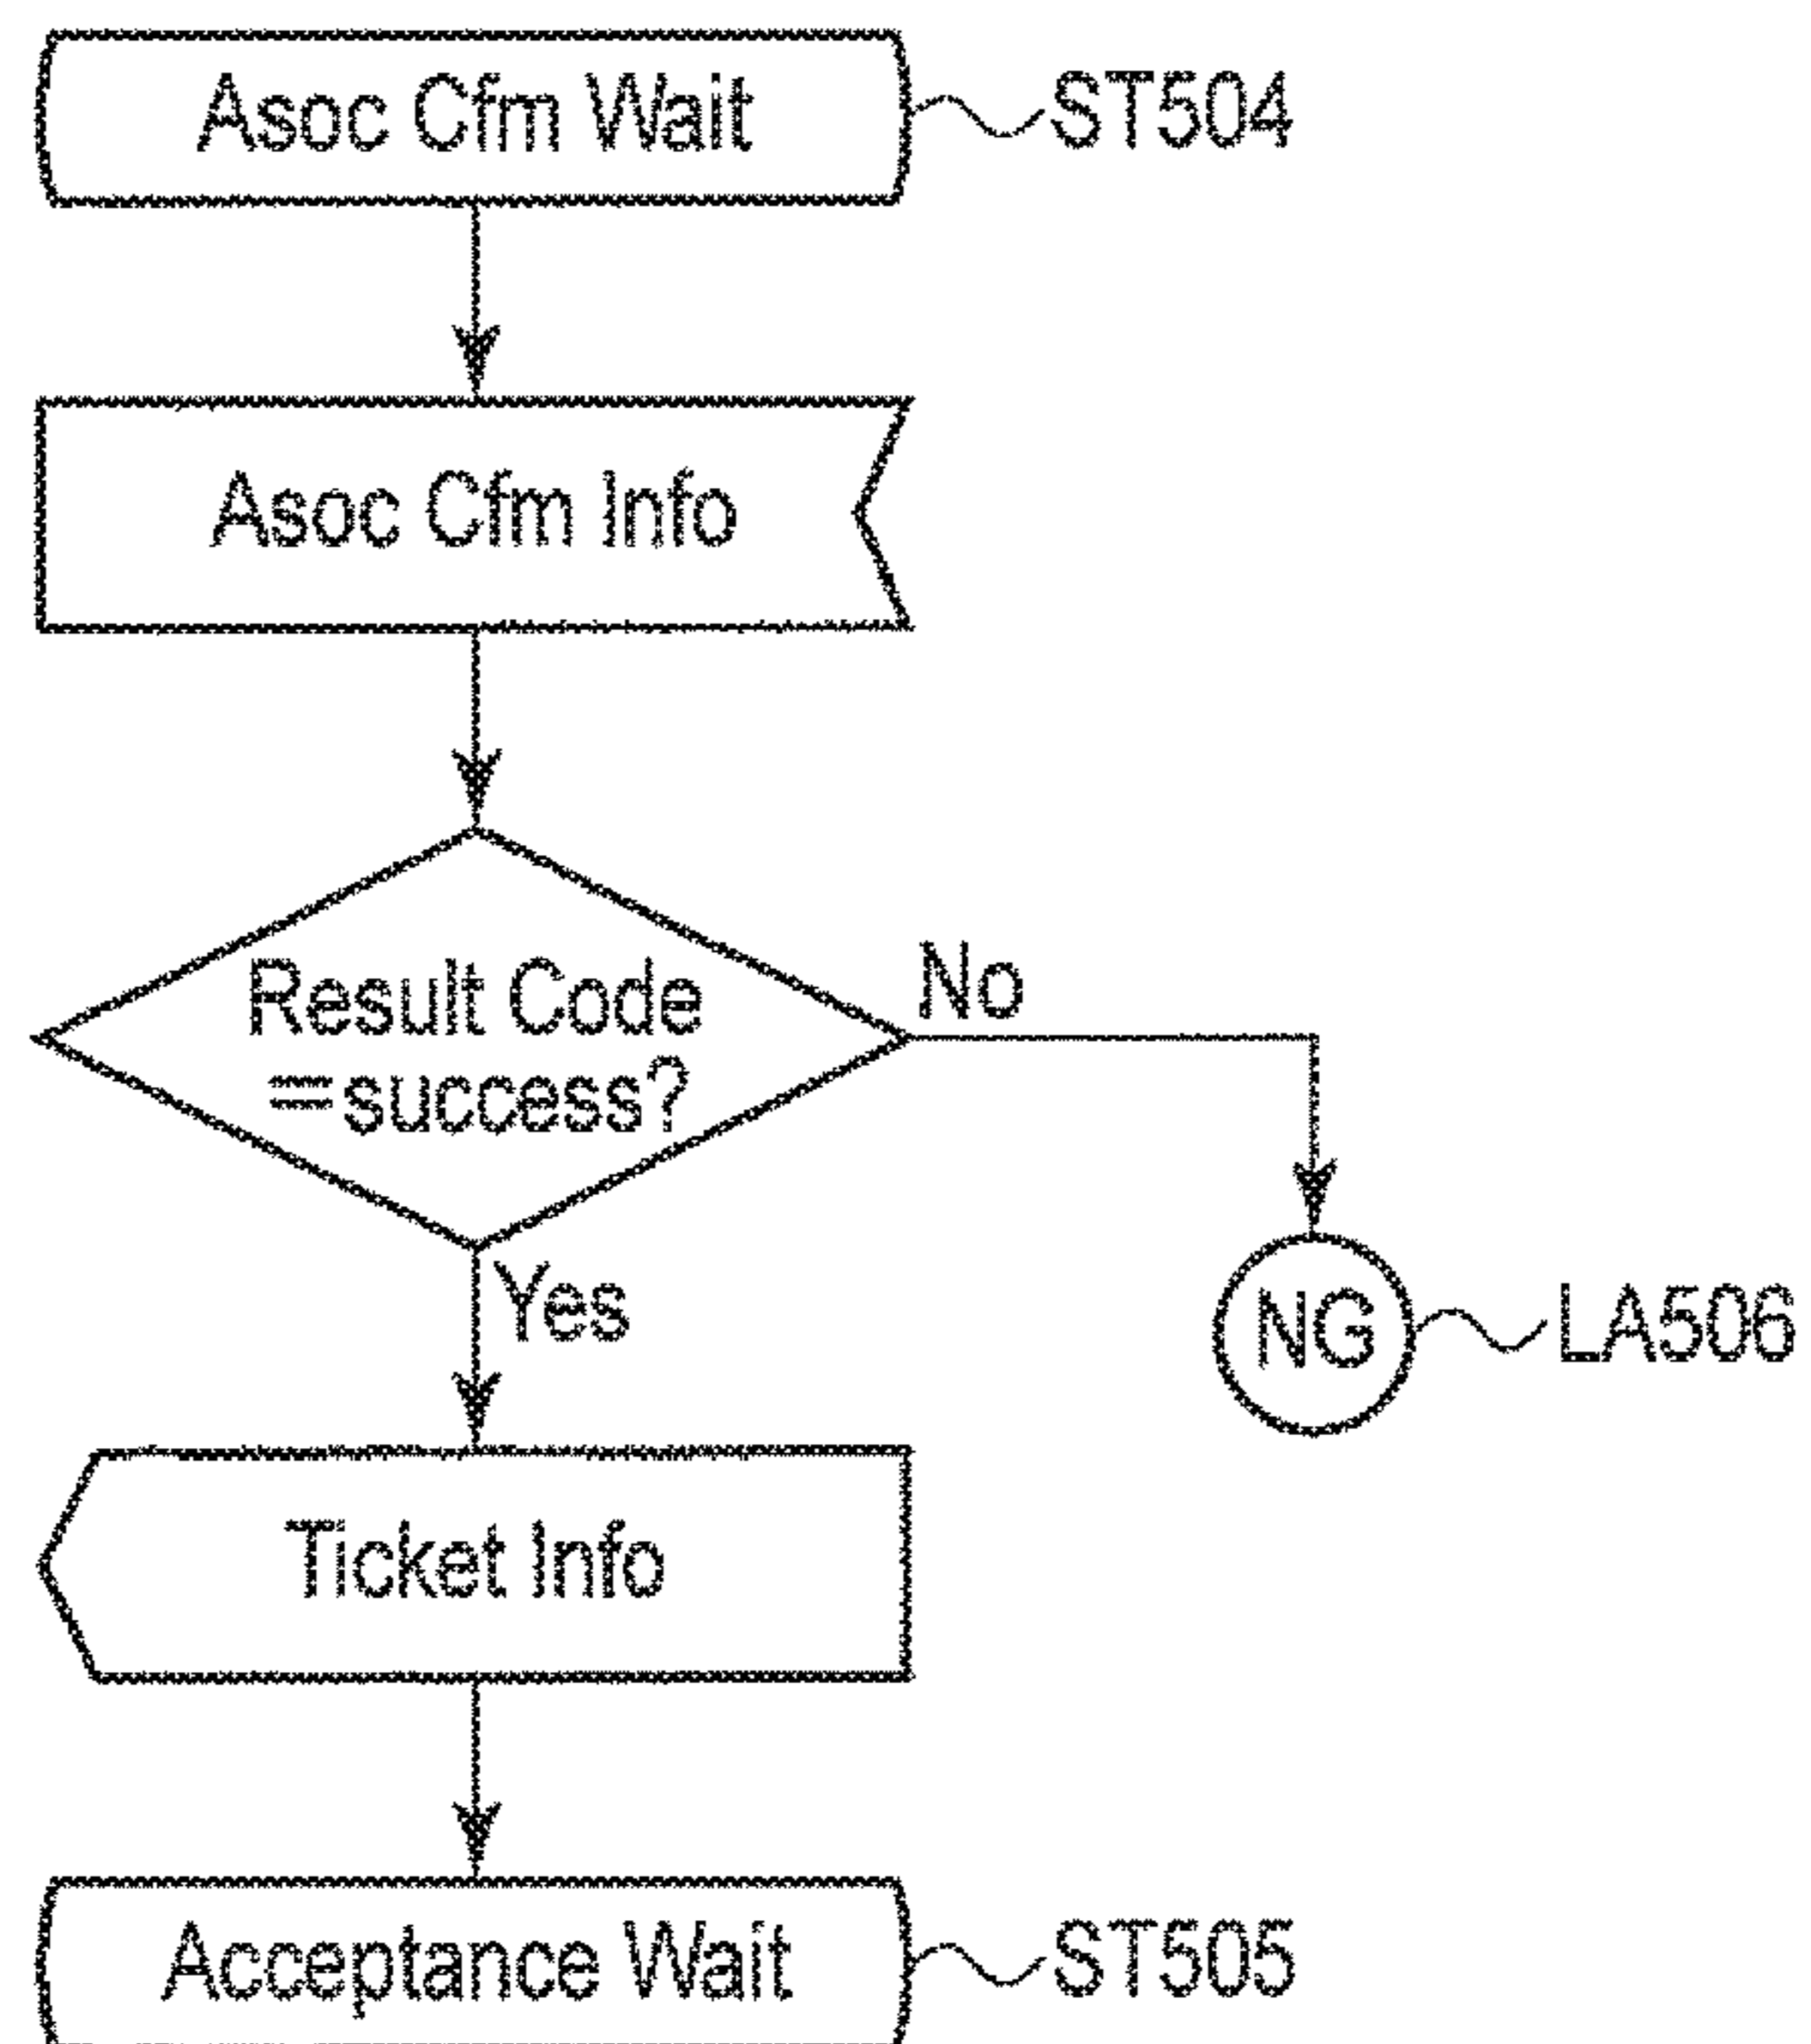 Asoc Cfm Wait
ST504
Asoc Cfm Info
Result Code
=success?
No
Yes
NG
LA506
Ticket Info
Acceptance Wait
ST505